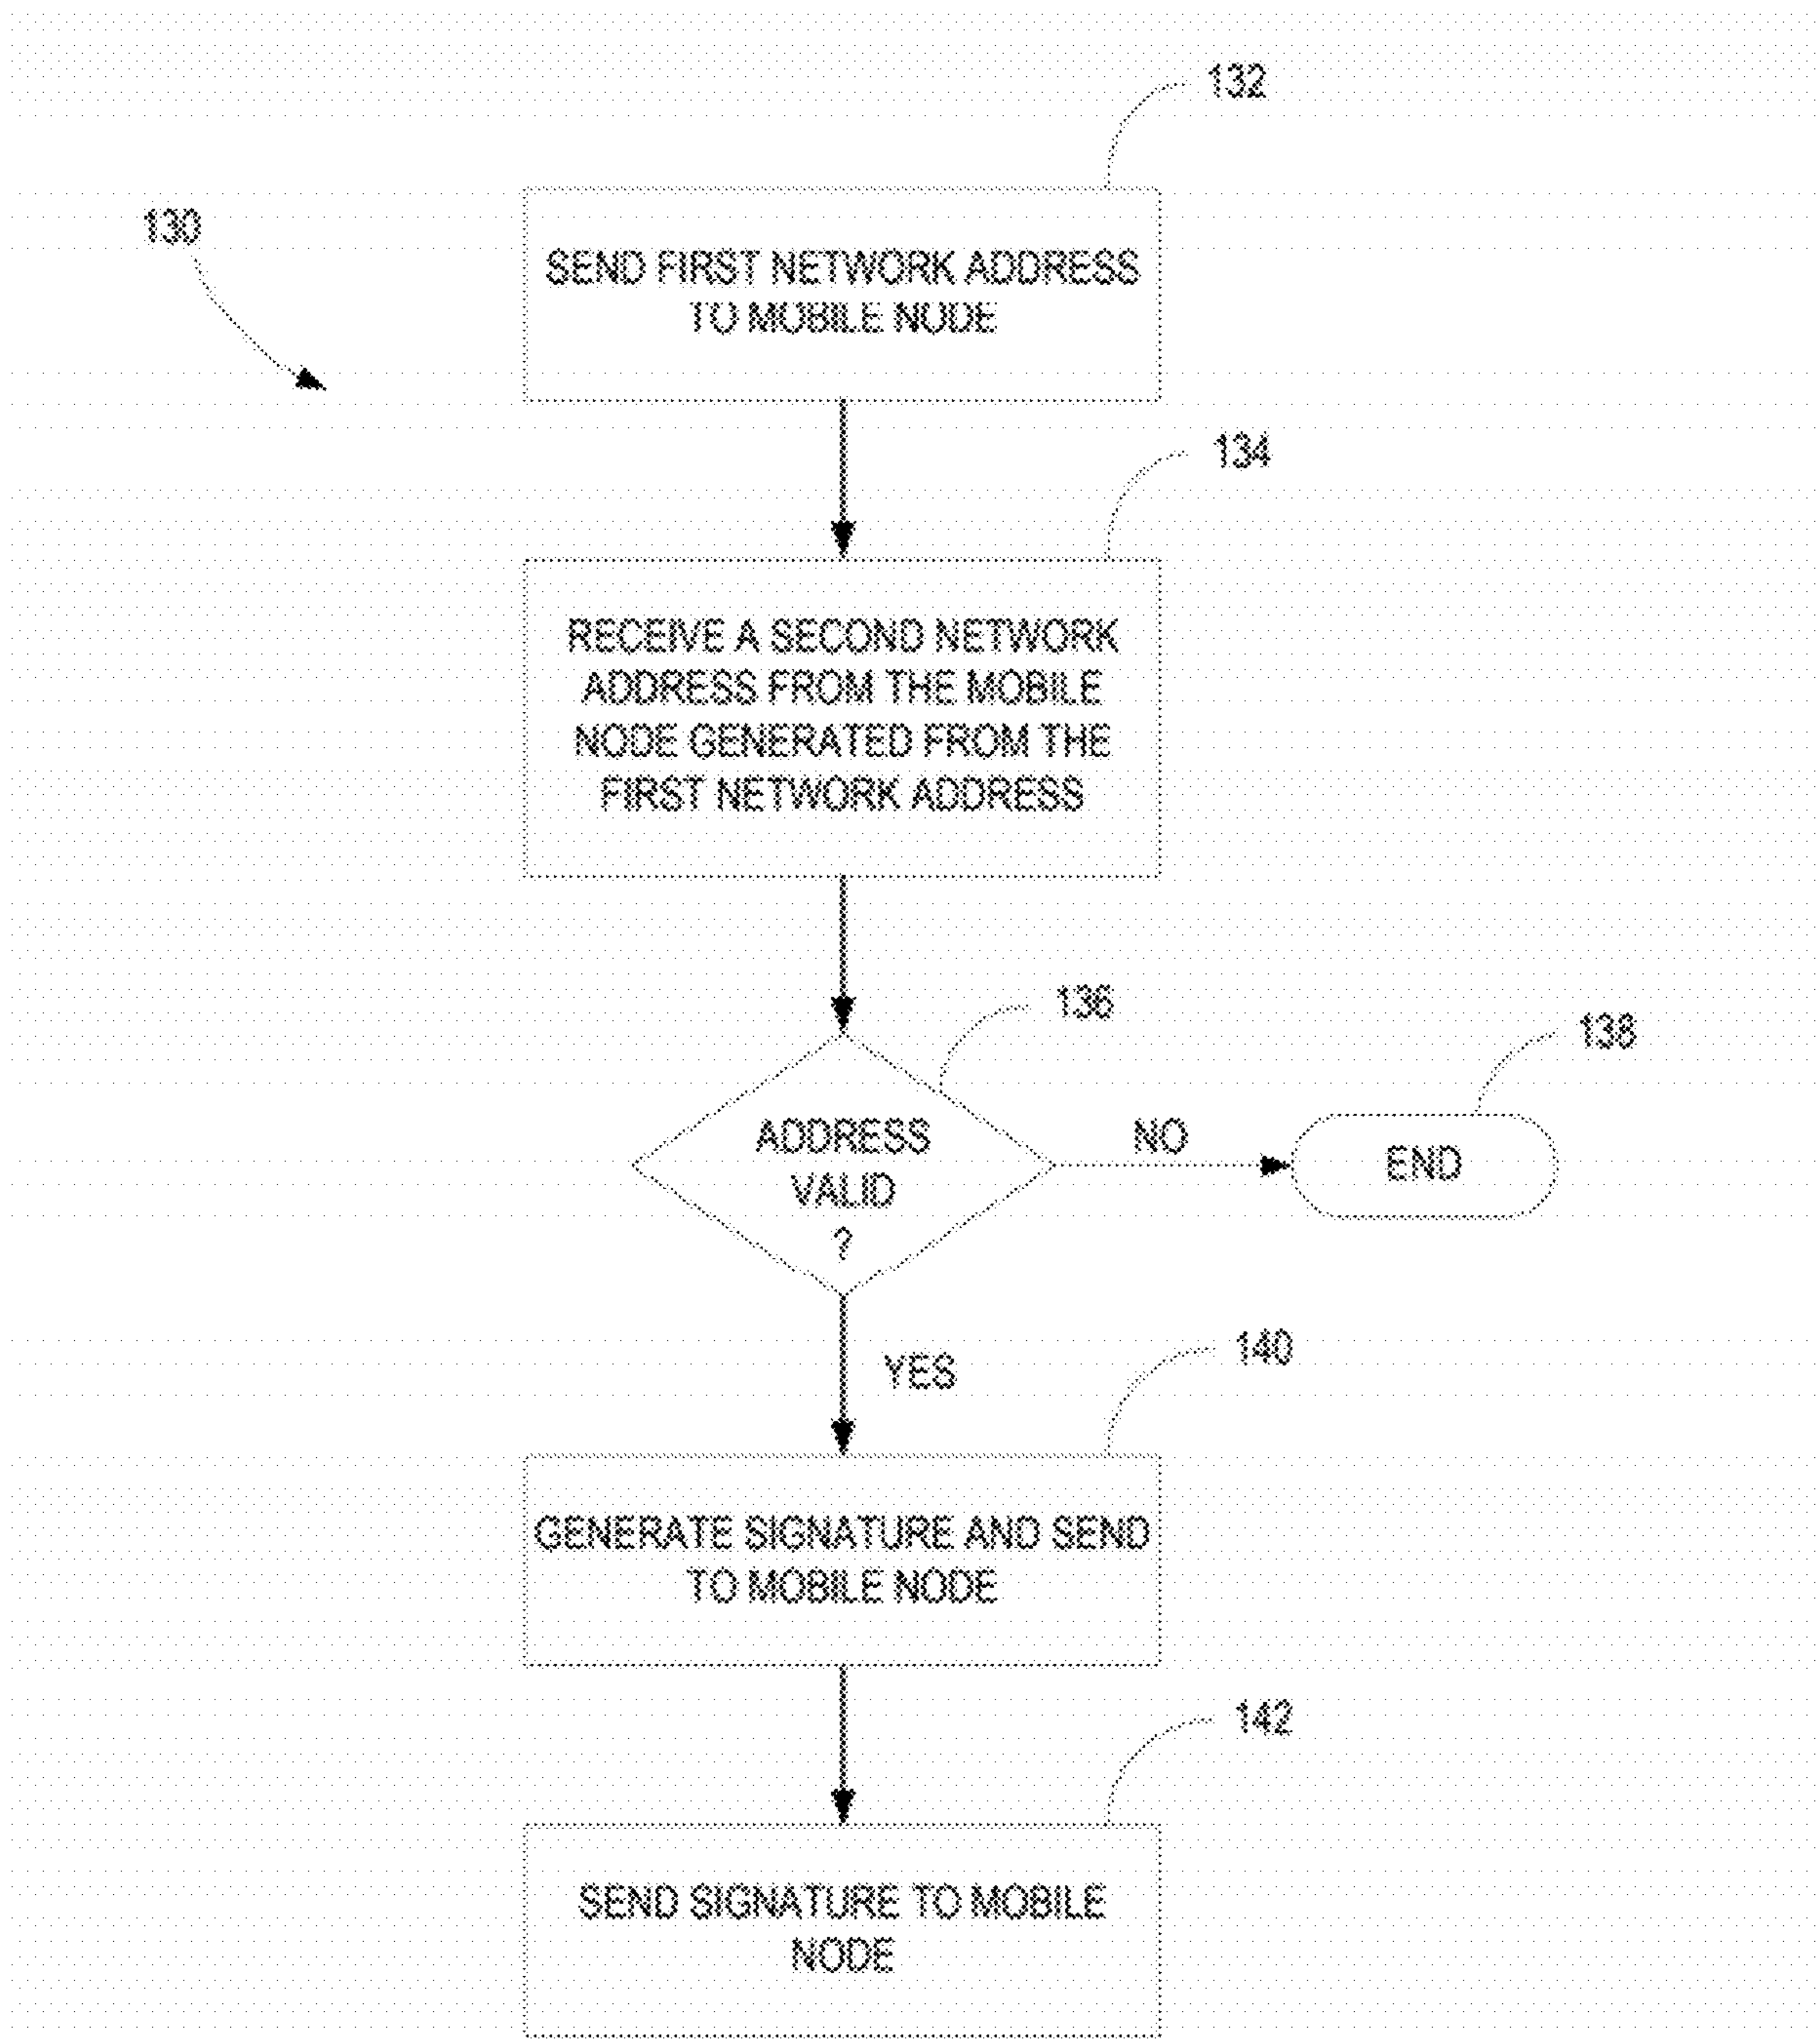 132
130
SEND FIRST NETWORK ADDRESS
TO MOBILE NODE
134
RECEIVE A SECOND NETWORK
ADDRESS FROM THE MOBILE
NODE GENERATED FROM THE
FIRST NETWORK ADDRESS
136
138
ADDRESS
VALID
?
NO
END
YES
140
GENERATE SIGNATURE AND SEND
TO MOBILE NODE
142
SEND SIGNATURE TO MOBILE
NODE